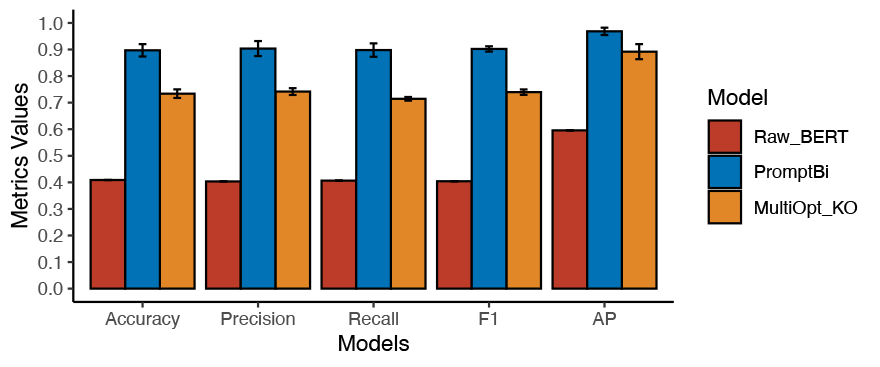 Metrics Values
1.0
0.9
0.8
0.7
0.6
0.5
0.4
0.3
0.2
0.1
0.0
Accuracy Precision Recall F1 AP
Models
Model
Raw_BERT
PromptBi
MultiOpt_KO